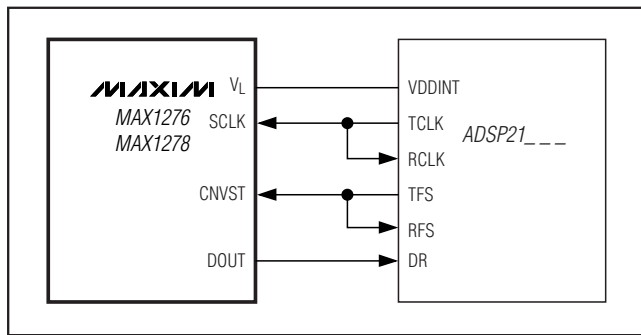 MAXIM
MAX1276
MAX1278
VL
SCLK
CNVST
DOUT
VDDINT
TCLK
RCLK
TFS
RFS
DR
ADSP21_ _ _